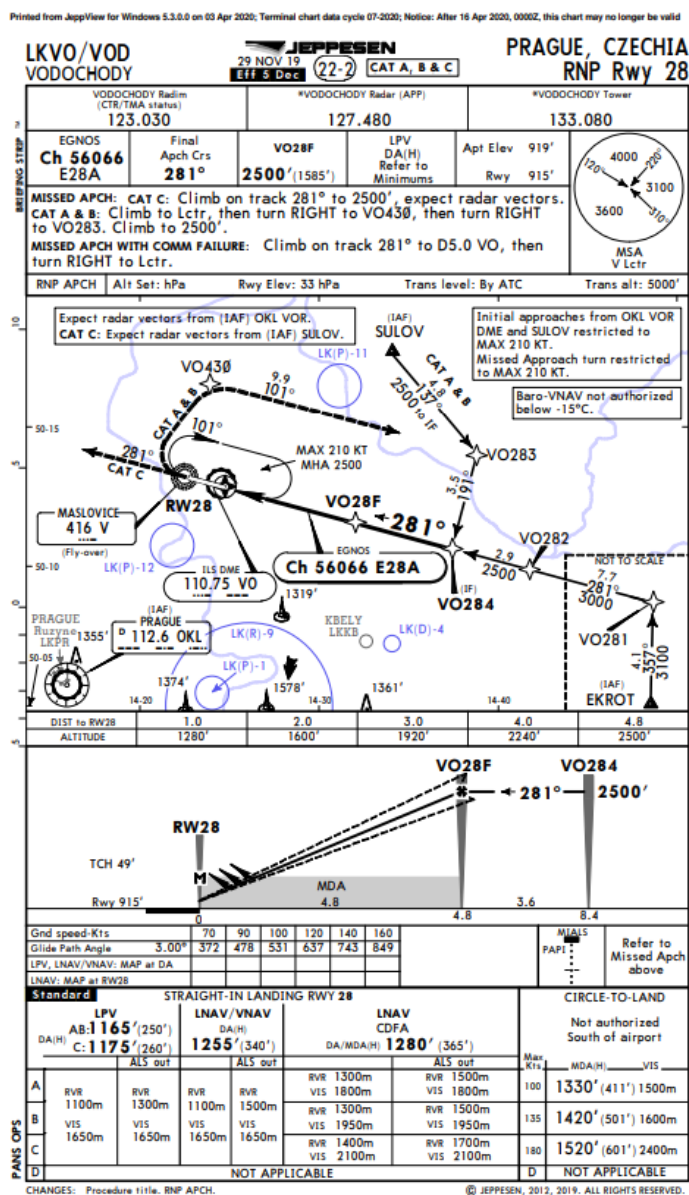 Printed from JeppView for Windows 5.3.0.0 on 03 Apr 2020; Terminal chart data cycle 07-2020; Notice: After 16 Apr 2020, 0000Z, this chart may no longer be valid
LKVO/VOD
VODOCHODY
JEPPESEN
29 NOV 19
Eff 5 Dec
22-2
CAT A, B & C
PRAGUE, CZECHIA
RNP Rwy 28
BRIEFING STRIP TM
VODOCHODY Radim
(CTR/TMA status)
123.030
*VODOCHODY Radar (APP)
127.480
*VODOCHODY Tower
133.080
EGNOS
Ch 56066
E28A
Final
Apch Crs
281°
VO28F
2500'(1585')
LPV
DA(H)
Refer to
Minimums
Apt Elev 919'
Rwy 915'
MISSED APCH: CAT C: Climb on track 281° to 2500', expect radar vectors.
CAT A & B: Climb to Lctr, then turn RIGHT to VO430, then turn RIGHT
to VO283. Climb to 2500'.
MISSED APCH WITH COMM FAILURE: Climb on track 281° to D5.0 VO, then
turn RIGHT to Lctr.
120°
4000
220°
3100
3600
310°
MSA
V Lctr
RNP APCH Alt Set: hPa Rwy Elev: 33 hPa Trans level: By ATC Trans alt: 5000'
Expect radar vectors from (IAF) OKL VOR.
CAT C: Expect radar vectors from (IAF) SULOV.
(IAF)
SULOV
Initial approaches from OKL VOR
DME and SULOV restricted to
MAX 210 KT.
Missed Approach turn restricted
to MAX 210 KT.
Baro-VNAV not authorized
below -15°C.
LK(P)-11
CAT A & B
4.8
137°
2500 to IF
VO430
9.9
101°
CAT A & B
101°
MAX 210 KT
MHA 2500
281°
CAT C
RW28
VO283
3.5
191°
VO28F
281°
VO282
2.9
2500
MASLOVICE
416 V
(Fly-over)
LK(P)-12
ILS DME
110.75 VO
EGNOS
Ch 56066 E28A
(IF)
VO284
NOT TO SCALE
7.7
281°
3000
VO281
4.1
357°
3100
(IAF)
EKROT
1319'
KBELY
LKKB
LK(D)-4
LK(R)-9
LK(P)-1
PRAGUE
Ruzyne
LKPR
1355'
(IAF)
PRAGUE
D 112.6 OKL
1374'
1578'
1361'
10
5
0
5
50-15
50-10
50-05
14-20
14-30
14-40
DIST to RW28 1.0 2.0 3.0 4.0 4.8
ALTITUDE 1280' 1600' 1920' 2240' 2500'
VO28F
VO284
281°
2500'
RW28
TCH 49'
M
MDA
Rwy 915'
4.8
3.6
0
4.8
8.4
Gnd speed-Kts 70 90 100 120 140 160
Glide Path Angle 3.00° 372 478 531 637 743 849
LPV, LNAV/VNAV: MAP at DA
LNAV: MAP at RW28
MIALS
PAPI
Refer to
Missed Apch
above
Standard
STRAIGHT-IN LANDING RWY 28
CIRCLE-TO-LAND
LPV
DA(H)
AB: 1165'(250')
C: 1175'(260')
LNAV/VNAV
DA(H)
1255'(340')
LNAV
CDFA
DA/MDA(H) 1280' (365')
Not authorized
South of airport
ALS out
ALS out
ALS out
Max
Kts
MDA(H) VIS
A
B
C
D
RVR
1100m
VIS
1650m
RVR
1300m
VIS
1650m
RVR
1100m
VIS
1650m
RVR
1500m
VIS
1650m
RVR 1300m
VIS 1800m
RVR 1500m
VIS 1800m
RVR 1300m
VIS 1950m
RVR 1500m
VIS 1950m
RVR 1400m
VIS 2100m
RVR 1700m
VIS 2100m
100 1330'(411') 1500m
135 1420'(501') 1600m
180 1520'(601') 2400m
NOT APPLICABLE
D NOT APPLICABLE
PANS OPS
CHANGES: Procedure title. RNP APCH.
© JEPPESEN, 2012, 2019. ALL RIGHTS RESERVED.